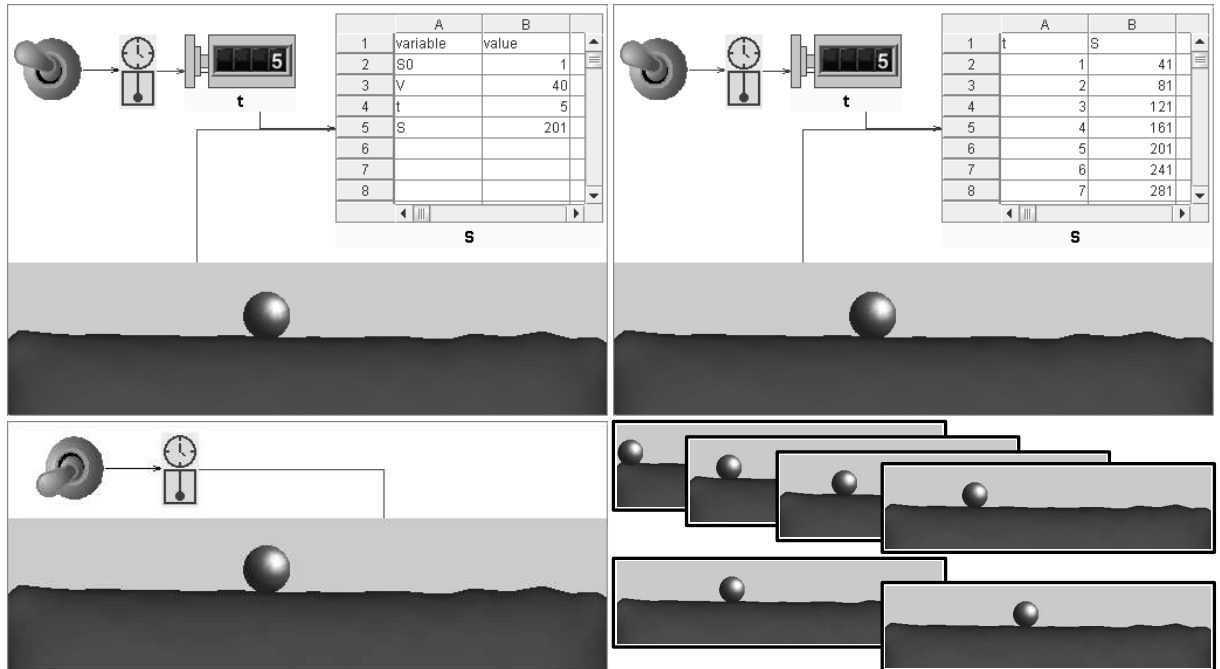 A B
1 variable value
2 S0 1
3 V 40
4 t 5
5 S 201
6
7
8
5
t
S
A B
1 t S
2 1 41
3 2 81
4 3 121
5 4 161
6 5 201
7 6 241
8 7 281
5
t
S